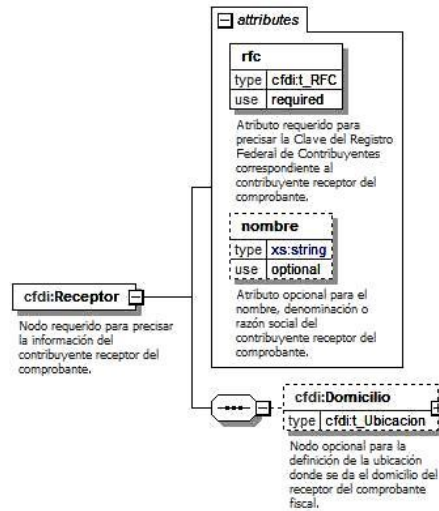 attributes
rfc
type cfdi:t_RFC
use required
Atributo requerido para
precisar la Clave del Registro
Federal de Contribuyentes
correspondiente al
contribuyente receptor del
comprobante.
nombre
type xs:string
use optional
Atributo opcional para el
nombre, denominación o
razón social del
contribuyente receptor del
comprobante.
cfdi:Receptor
Nodo requerido para precisar
la información del
contribuyente receptor del
comprobante.
cfdi:Domicilio
type cfdi:t_Ubicacion
Nodo opcional para la
definición de la ubicación
donde se da el domicilio del
receptor del comprobante
fiscal.